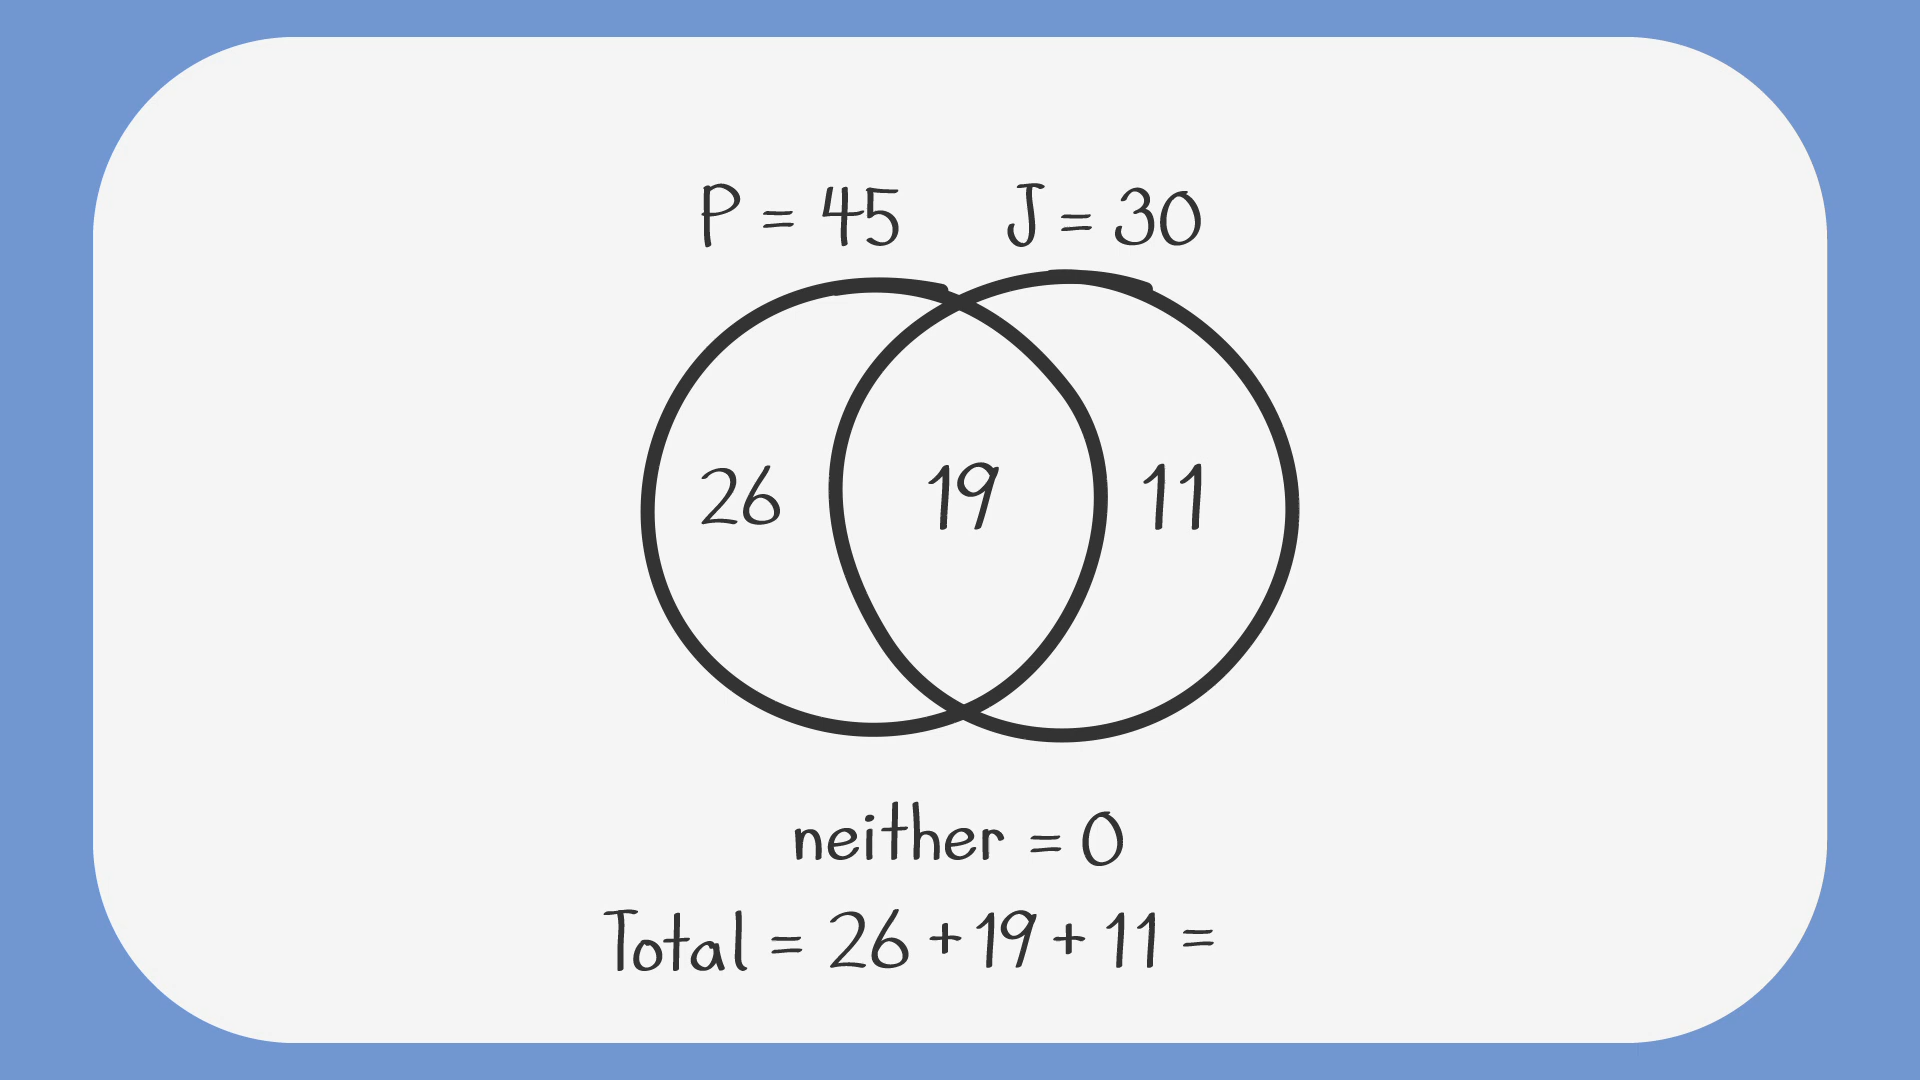 P = 45 J = 30
26 19 11
neither = 0
Total = 26 + 19 + 11 =